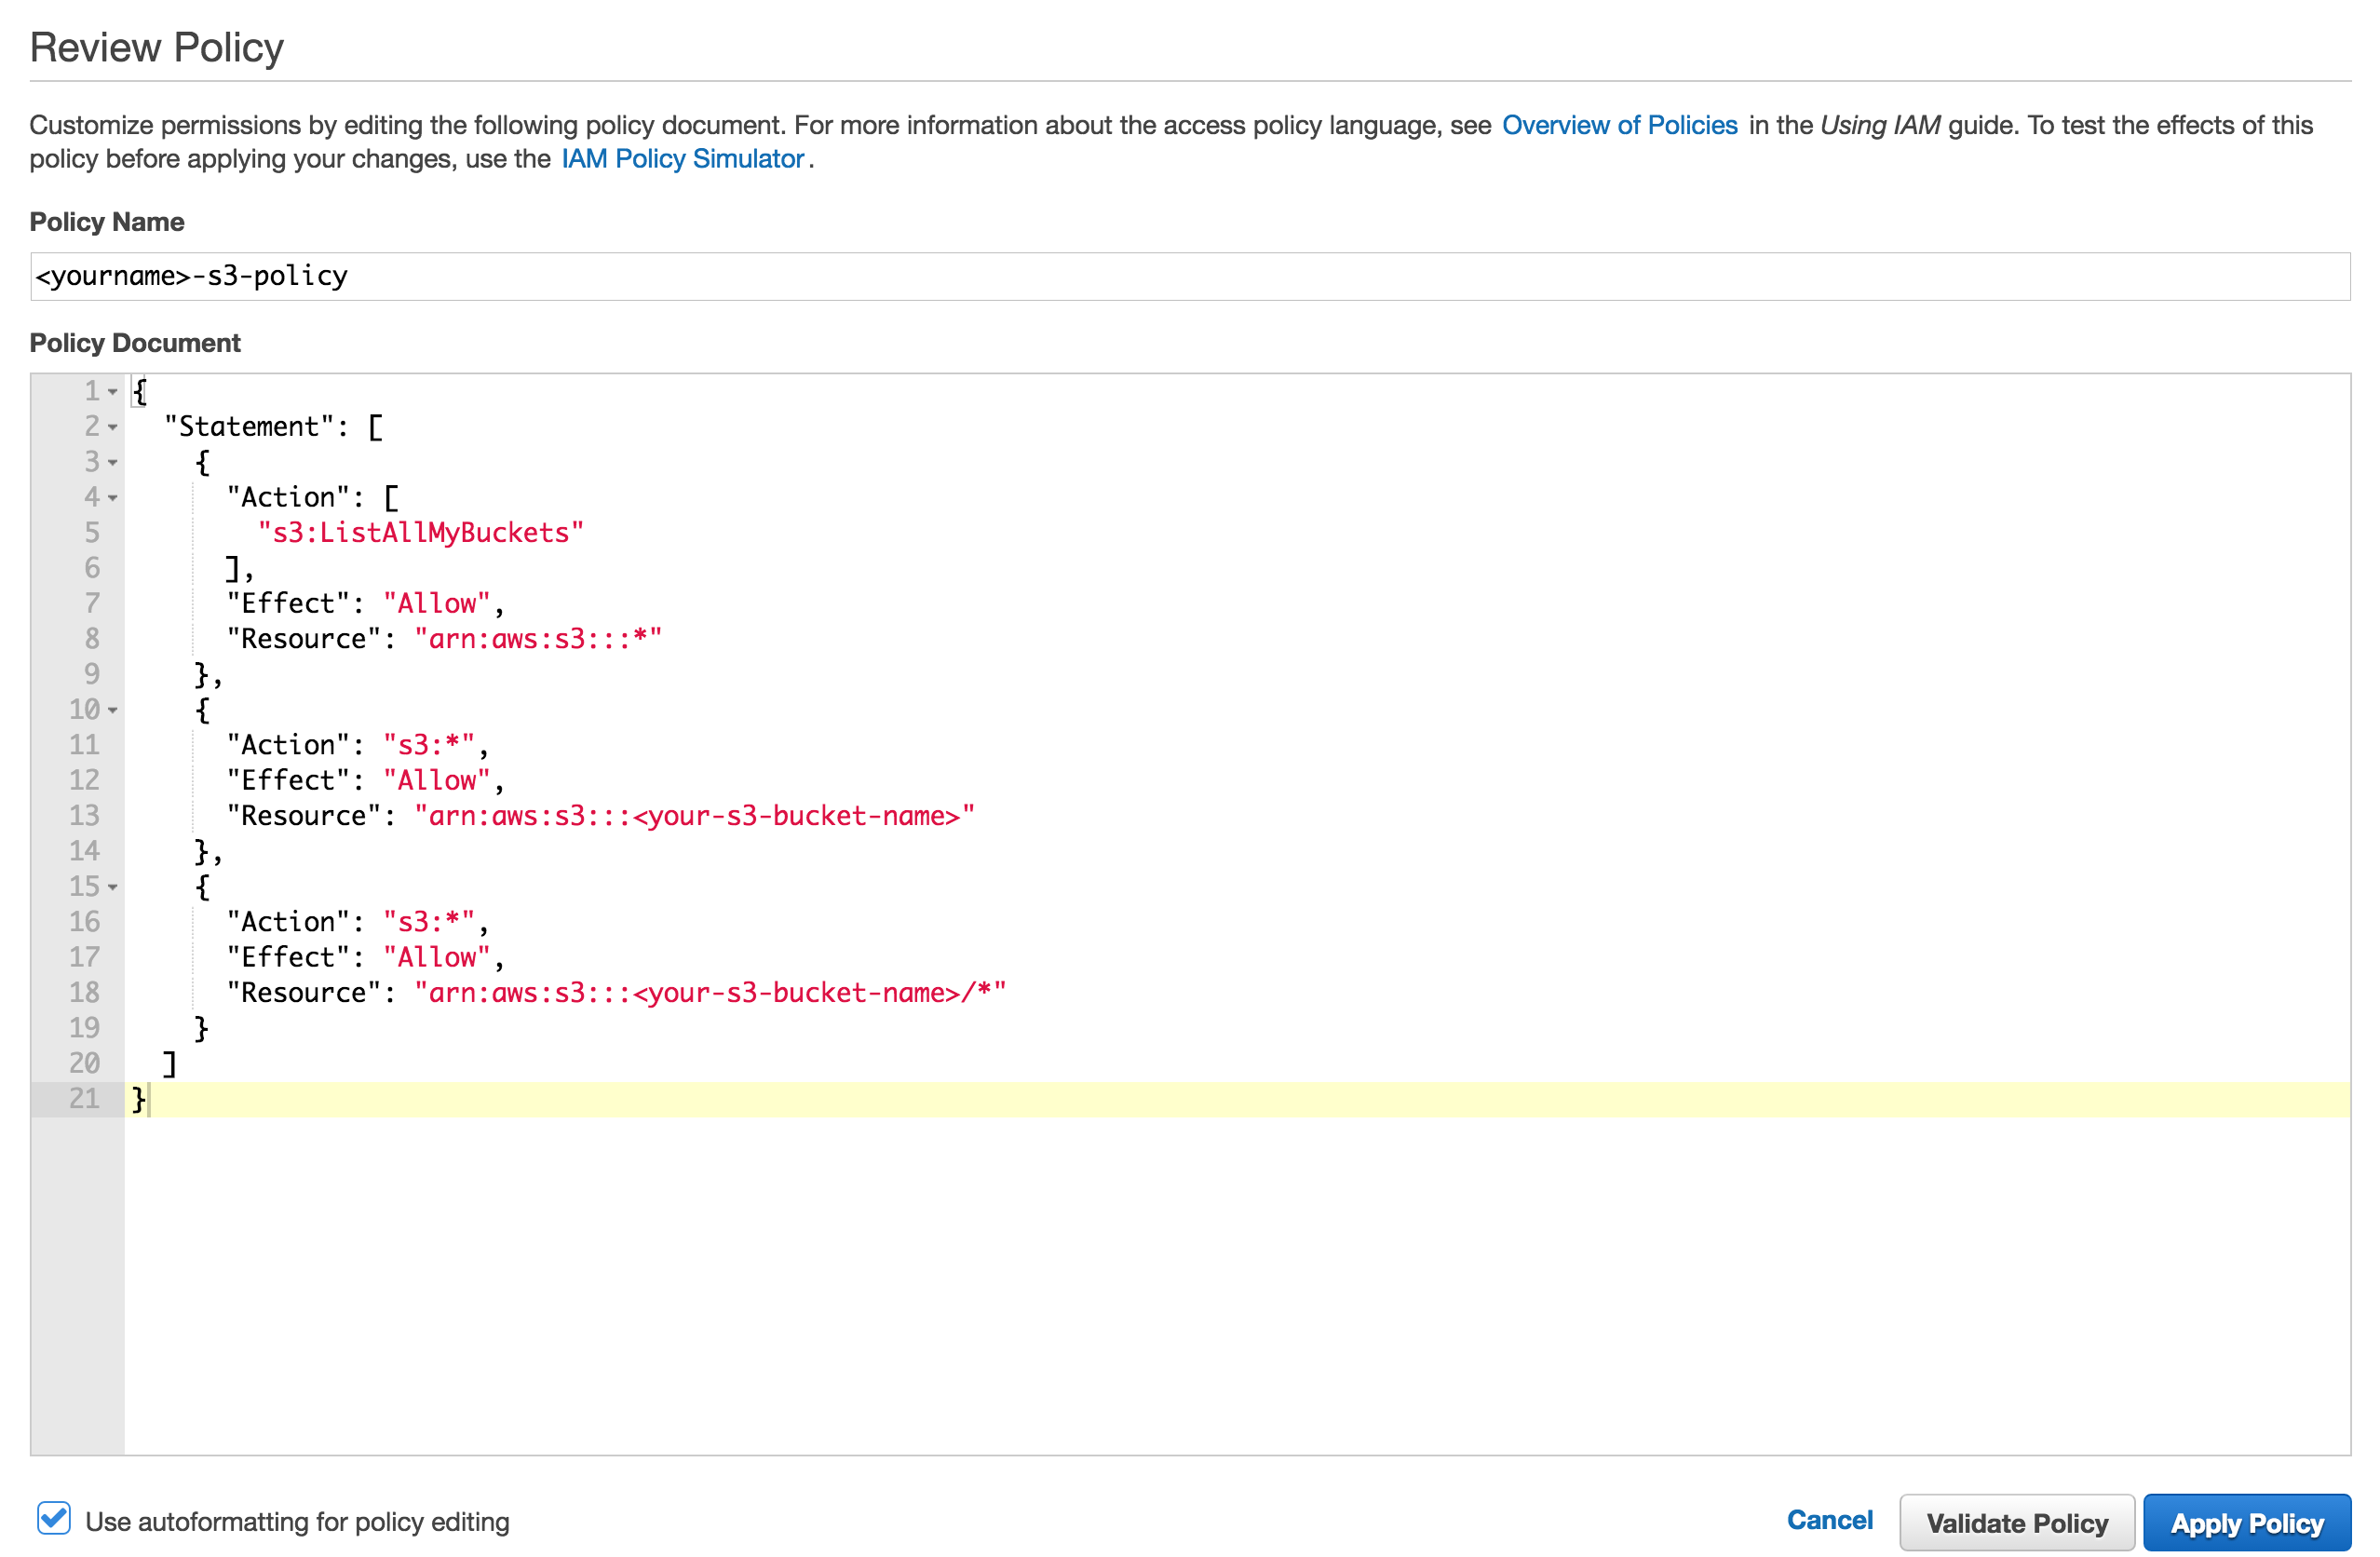 Review Policy
Customize permissions by editing the following policy document. For more information about the access policy language, see Overview of Policies in the Using IAM guide. To test the effects of this
policy before applying your changes, use the IAM Policy Simulator.
Policy Name
<yourname>-s3-policy
Policy Document
1 {
2   "Statement": [
3     {
4       "Action": [
5         "s3:ListAllMyBuckets"
6       ],
7       "Effect": "Allow",
8       "Resource": "arn:aws:s3:::*"
9     },
10     {
11       "Action": "s3:*",
12       "Effect": "Allow",
13       "Resource": "arn:aws:s3:::<your-s3-bucket-name>"
14     },
15     {
16       "Action": "s3:*",
17       "Effect": "Allow",
18       "Resource": "arn:aws:s3:::<your-s3-bucket-name>/*"
19     }
20   ]
21 }
Use autoformatting for policy editing Cancel Validate Policy Apply Policy